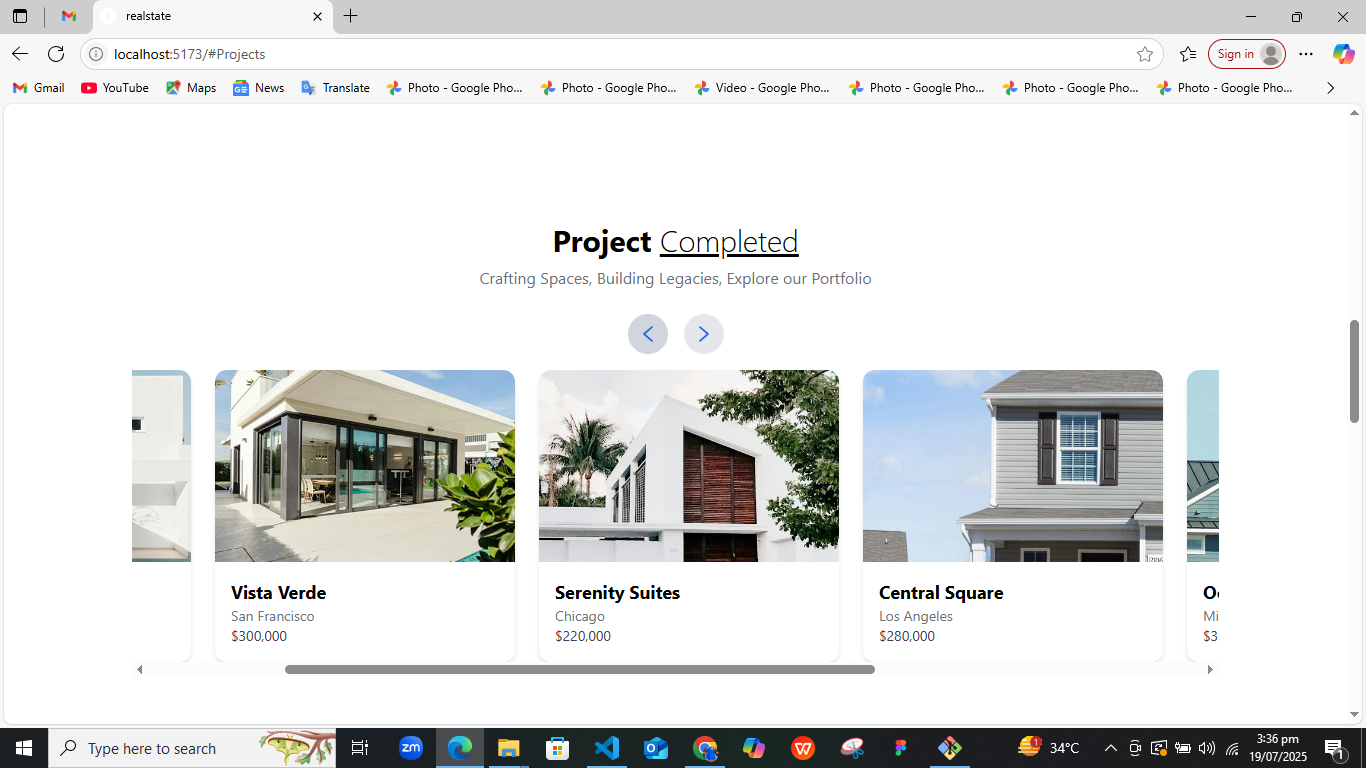 realstate
localhost:5173/#Projects
Sign in
Gmail YouTube Maps News Translate Photo - Google Pho... Photo - Google Pho... Video - Google Pho... Photo - Google Pho... Photo - Google Pho... Photo - Google Pho...
Project Completed
Crafting Spaces, Building Legacies, Explore our Portfolio
Vista Verde
San Francisco
$300,000
Serenity Suites
Chicago
$220,000
Central Square
Los Angeles
$280,000
Mi
$3
Type here to search
zm
W
1
34°C
3:36 pm
19/07/2025
1